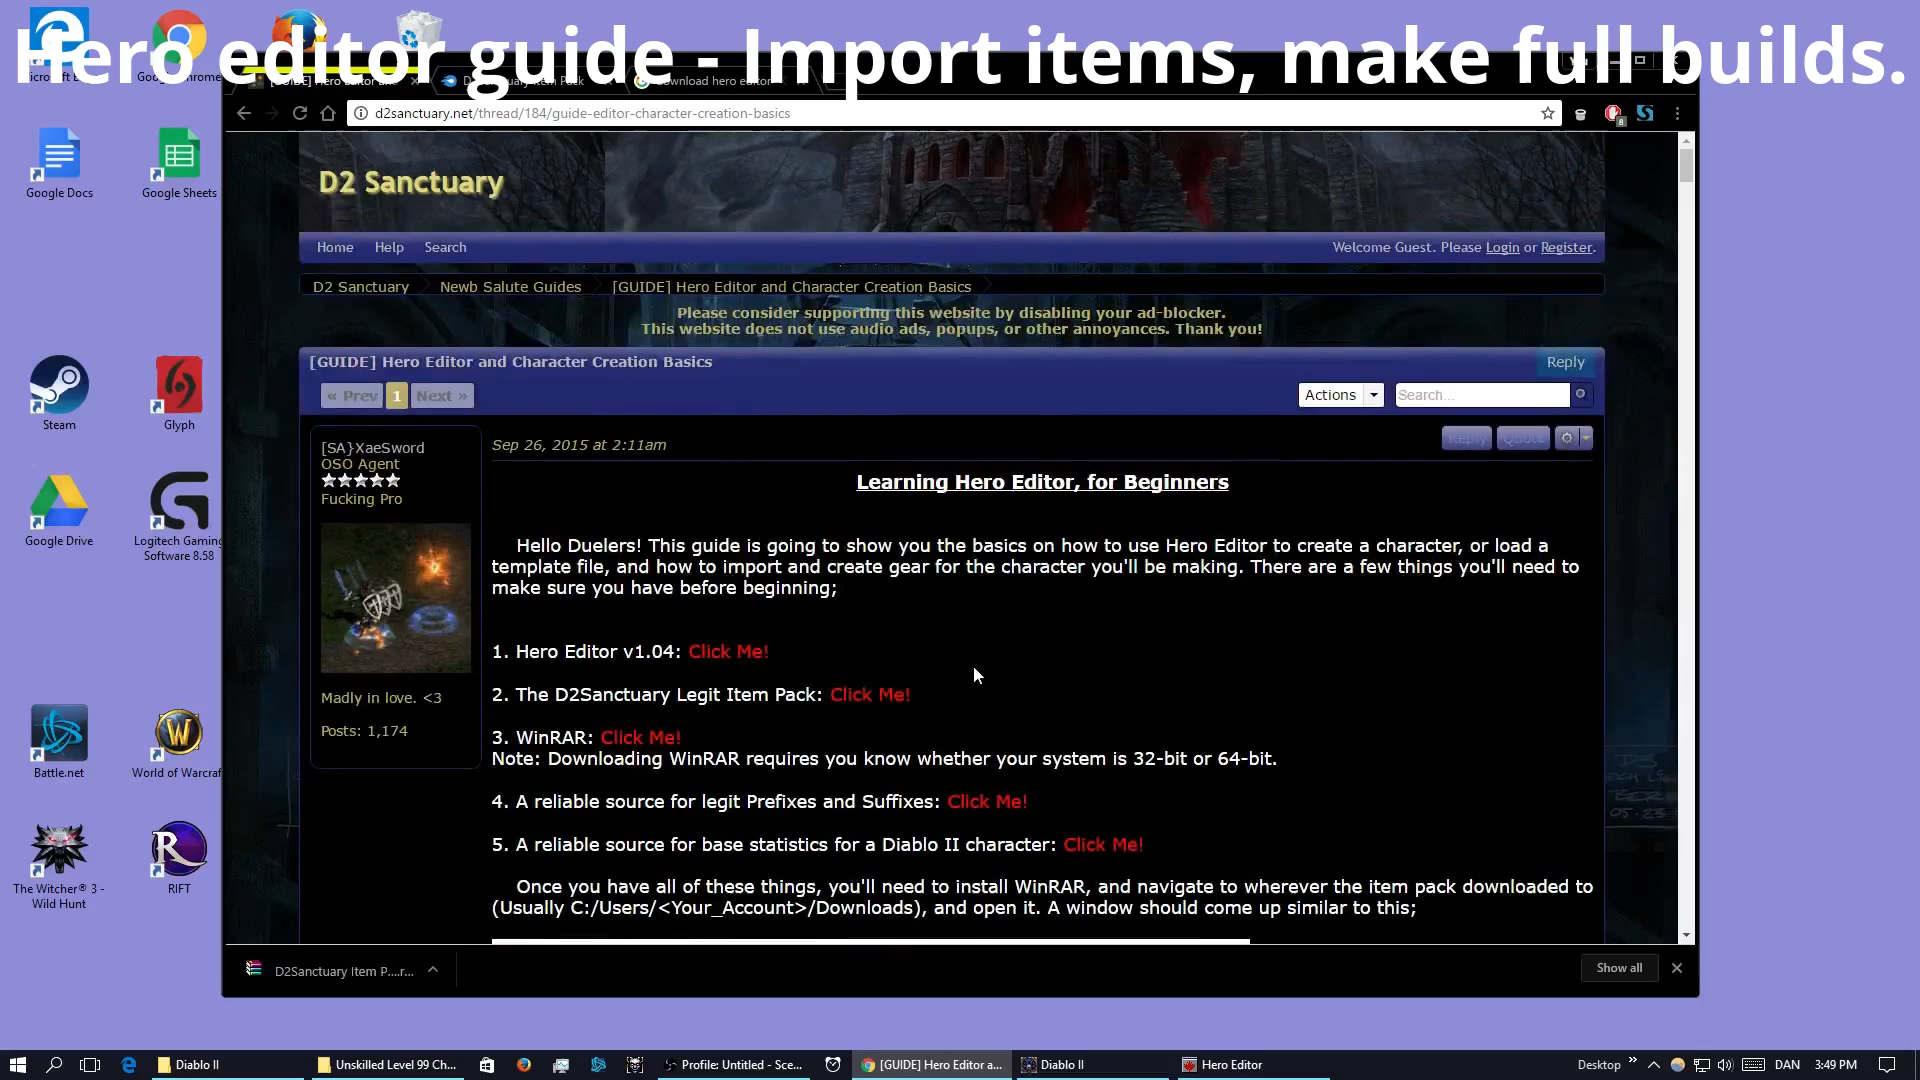 Hero editor guide - Import items, make full builds.
d2sanctuary.net/thread/184/guide-editor-character-creation-basics
D2 Sanctuary
Home Help Search
Welcome Guest. Please Login or Register.
D2 Sanctuary Newb Salute Guides [GUIDE] Hero Editor and Character Creation Basics
Please consider supporting this website by disabling your ad-blocker.
This website does not use audio ads, popups, or other annoyances. Thank you!
[GUIDE] Hero Editor and Character Creation Basics
Reply
« Prev 1 Next »
Actions
Search...
[SA}XaeSword
OSO Agent
Fucking Pro
Madly in love. <3
Posts: 1,174
Sep 26, 2015 at 2:11am
Reply Quote
Learning Hero Editor, for Beginners
Hello Duelers! This guide is going to show you the basics on how to use Hero Editor to create a character, or load a
template file, and how to import and create gear for the character you'll be making. There are a few things you'll need to
make sure you have before beginning;
1. Hero Editor v1.04: Click Me!
2. The D2Sanctuary Legit Item Pack: Click Me!
3. WinRAR: Click Me!
Note: Downloading WinRAR requires you know whether your system is 32-bit or 64-bit.
4. A reliable source for legit Prefixes and Suffixes: Click Me!
5. A reliable source for base statistics for a Diablo II character: Click Me!
Once you have all of these things, you'll need to install WinRAR, and navigate to wherever the item pack downloaded to
(Usually C:/Users/<Your_Account>/Downloads), and open it. A window should come up similar to this;
D2Sanctuary Item P....r...
Show all
Google Docs
Google Sheets
Steam
Glyph
Google Drive
Logitech Gaming
Software 8.58
Battle.net
World of Warcraf
The Witcher® 3 -
Wild Hunt
RIFT
Diablo II
Unskilled Level 99 Ch...
Profile: Untitled - Sce...
[GUIDE] Hero Editor a...
Diablo II
Hero Editor
Desktop
DAN
3:49 PM